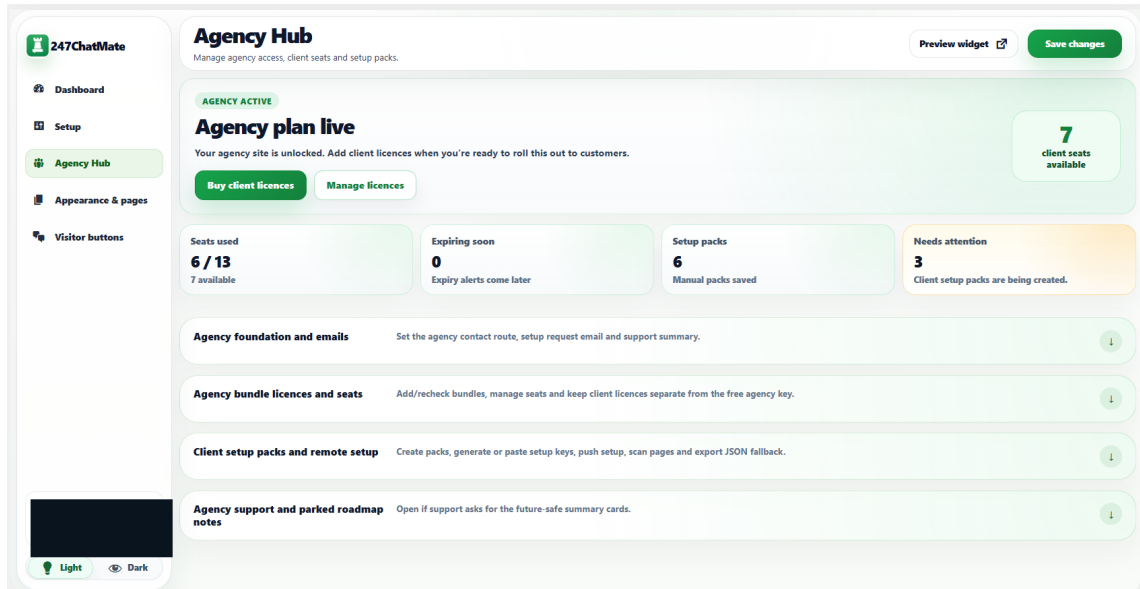 247ChatMate
Dashboard
Setup
Agency Hub
Appearance & pages
Visitor buttons
Light
Dark
Agency Hub
Manage agency access, client seats and setup packs.
Preview widget
Save changes
AGENCY ACTIVE
Agency plan live
Your agency site is unlocked. Add client licences when you're ready to roll this out to customers.
Buy client licences
Manage licences
7
client seats
available
Seats used
6 / 13
7 available
Expiring soon
0
Expiry alerts come later
Setup packs
6
Manual packs saved
Needs attention
3
Client setup packs are being created.
Agency foundation and emails
Set the agency contact route, setup request email and support summary.
Agency bundle licences and seats
Add/recheck bundles, manage seats and keep client licences separate from the free agency key.
Client setup packs and remote setup
Create packs, generate or paste setup keys, push setup, scan pages and export JSON fallback.
Agency support and parked roadmap
notes
Open if support asks for the future-safe summary cards.